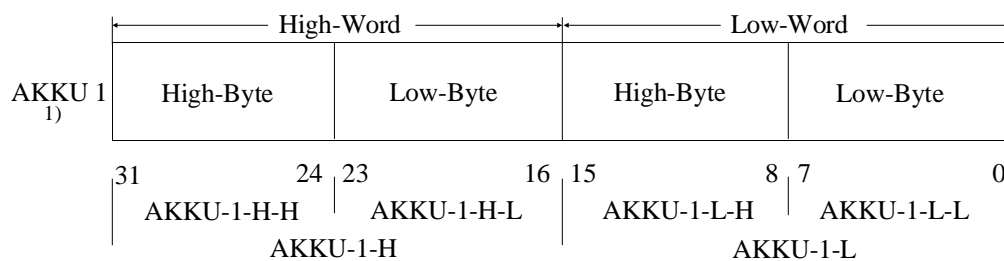 High-Word Low-Word
AKKU 1 High-Byte Low-Byte High-Byte Low-Byte
1)
31 24 23 16 15 8 7 0
AKKU-1-H-H AKKU-1-H-L AKKU-1-L-H AKKU-1-L-L
AKKU-1-H AKKU-1-L